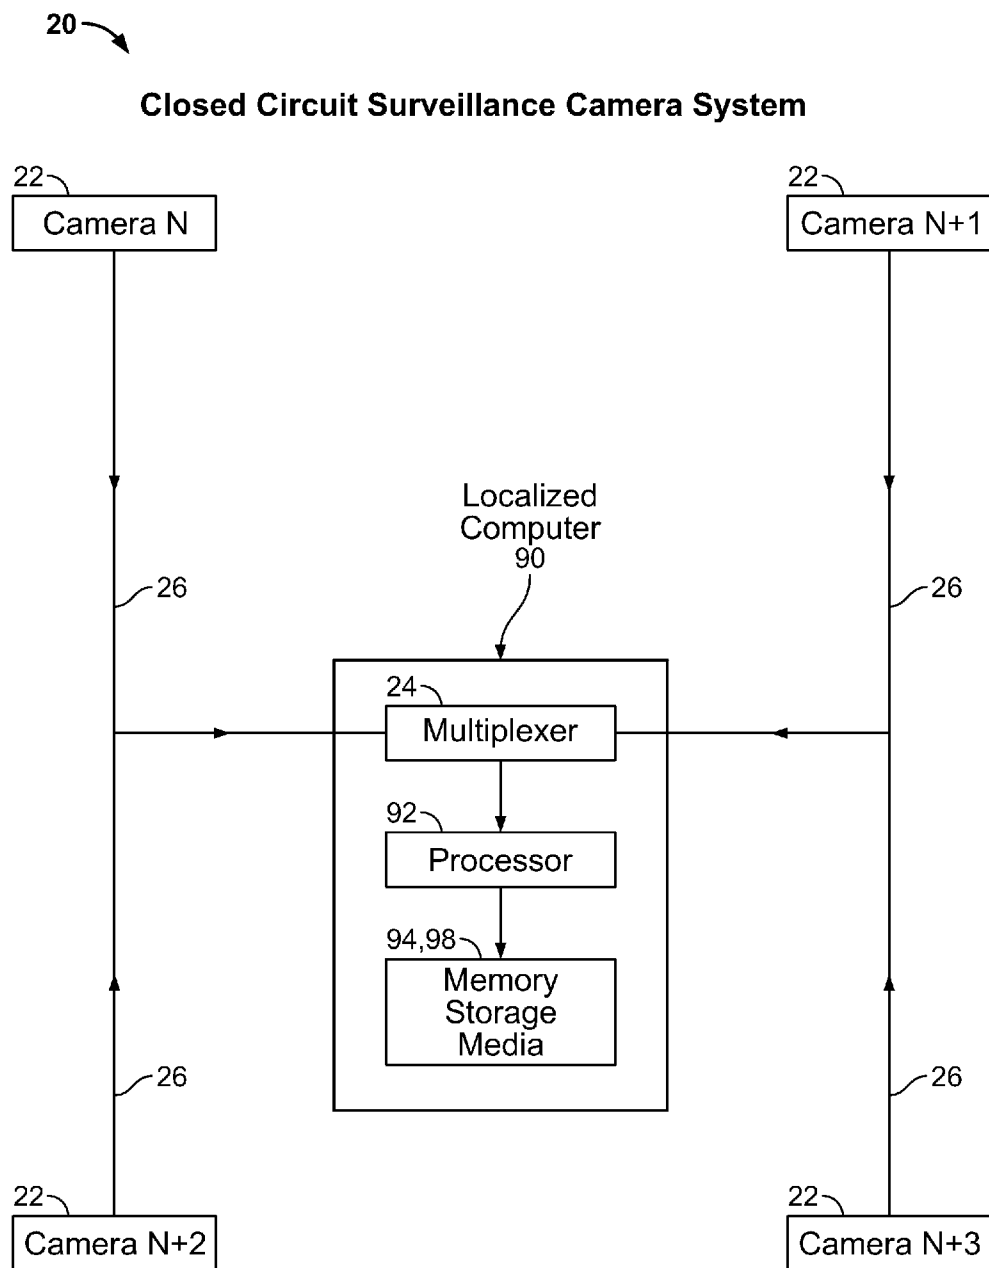 20
Closed Circuit Surveillance Camera System
22
Camera N
22
Camera N+1
Localized
Computer
90
26
26
24
Multiplexer
92
Processor
94,98
Memory
Storage
Media
26
26
22
Camera N+2
22
Camera N+3